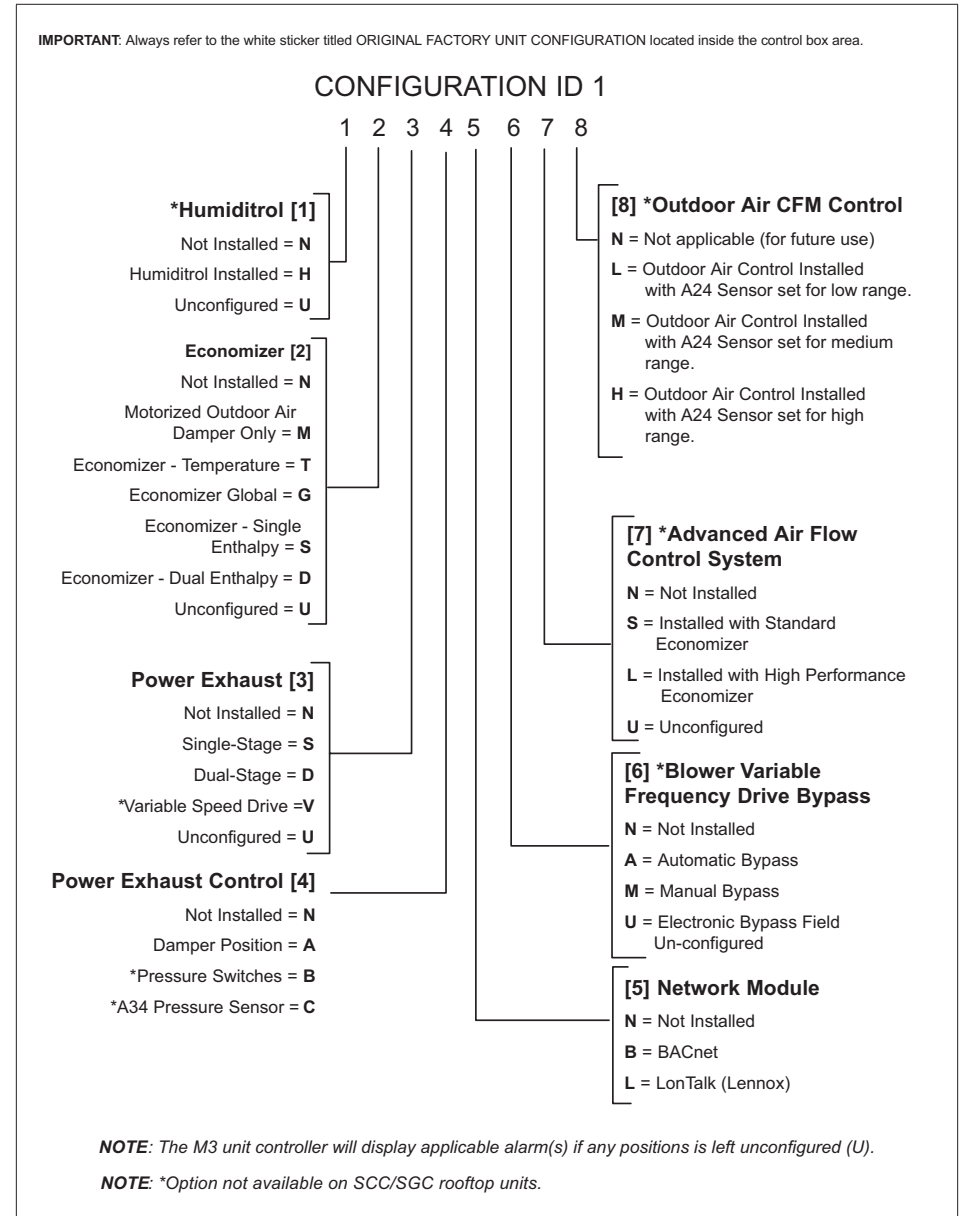 IMPORTANT: Always refer to the white sticker titled ORIGINAL FACTORY UNIT CONFIGURATION located inside the control box area.
CONFIGURATION ID 1
1 2 3 4 5 6 7 8
*Humiditrol [1]
Not Installed = N
Humiditrol Installed = H
Unconfigured = U
Economizer [2]
Not Installed = N
Motorized Outdoor Air
Damper Only = M
Economizer - Temperature = T
Economizer Global = G
Economizer - Single
Enthalpy = S
Economizer - Dual Enthalpy = D
Unconfigured = U
Power Exhaust [3]
Not Installed = N
Single-Stage = S
Dual-Stage = D
*Variable Speed Drive =V
Unconfigured = U
Power Exhaust Control [4]
Not Installed = N
Damper Position = A
*Pressure Switches = B
*A34 Pressure Sensor = C
[8] *Outdoor Air CFM Control
N = Not applicable (for future use)
L = Outdoor Air Control Installed
with A24 Sensor set for low range.
M = Outdoor Air Control Installed
with A24 Sensor set for medium
range.
H = Outdoor Air Control Installed
with A24 Sensor set for high
range.
[7] *Advanced Air Flow
Control System
N = Not Installed
S = Installed with Standard
Economizer
L = Installed with High Performance
Economizer
U = Unconfigured
[6] *Blower Variable
Frequency Drive Bypass
N = Not Installed
A = Automatic Bypass
M = Manual Bypass
U = Electronic Bypass Field
Un-configured
[5] Network Module
N = Not Installed
B = BACnet
L = LonTalk (Lennox)
NOTE: The M3 unit controller will display applicable alarm(s) if any positions is left unconfigured (U).
NOTE: *Option not available on SCC/SGC rooftop units.